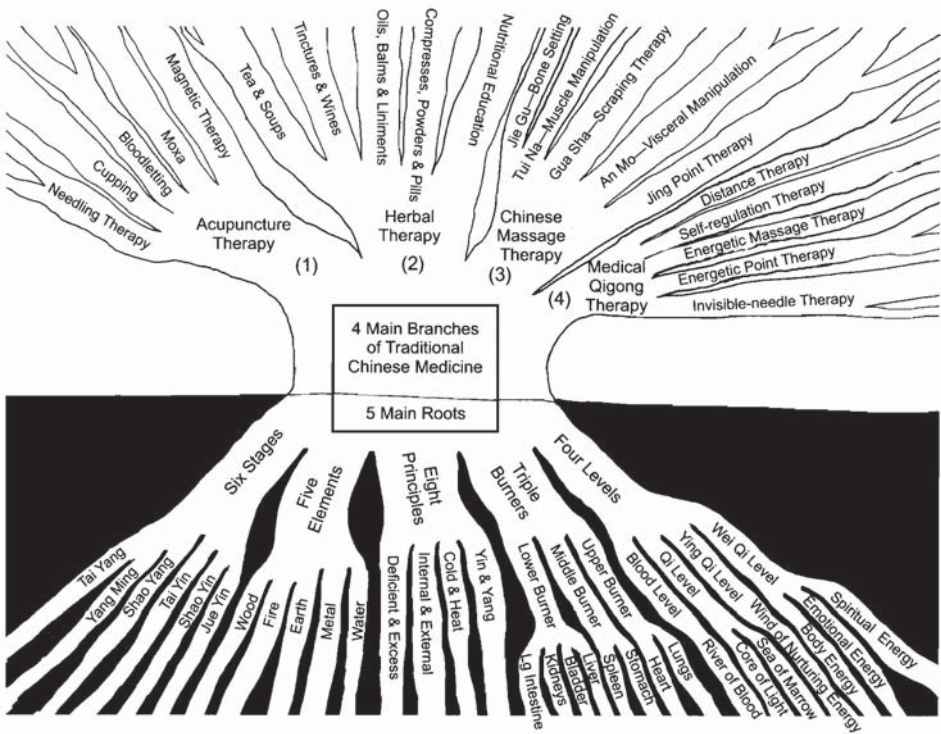 Needling Therapy
Cupping
Bloodletting
Moxa
Magnetic Therapy
Acupuncture
Therapy
(1)
Tea & Soups
Tinctures & Wines
Oils, Balms & Liniments
Compresses, Powders & Pills
Nutritional Education
Herbal
Therapy
(2)
Jie Gu—Bone Setting
Tui Na—Muscle Manipulation
Gua Sha—Scraping Therapy
An Mo—Visceral Manipulation
Jing Point Therapy
Chinese
Massage
Therapy
(3)
Distance Therapy
Self-regulation Therapy
Energetic Massage Therapy
Energetic Point Therapy
Invisible-needle Therapy
Medical
Qigong
Therapy
(4)
4 Main Branches
of Traditional
Chinese Medicine
5 Main Roots
Six Stages
Tai Yang
Yang Ming
Shao Yang
Tai Yin
Shao Yin
Jue Yin
Five
Elements
Wood
Fire
Earth
Metal
Water
Eight
Principles
Deficient & Excess
Internal & External
Cold & Heat
Yin & Yang
Triple
Burners
Lower Burner
Middle Burner
Upper Burner
Lg Intestine
Kidneys
Bladder
Liver
Spleen
Stomach
Heart
Lungs
Four Levels
Blood Level
Qi Level
Ying Qi Level
Wei Qi Level
River of Blood
Core of Light
Sea of Marrow
Wind of Nurturing Energy
Body Energy
Emotional Energy
Spiritual Energy